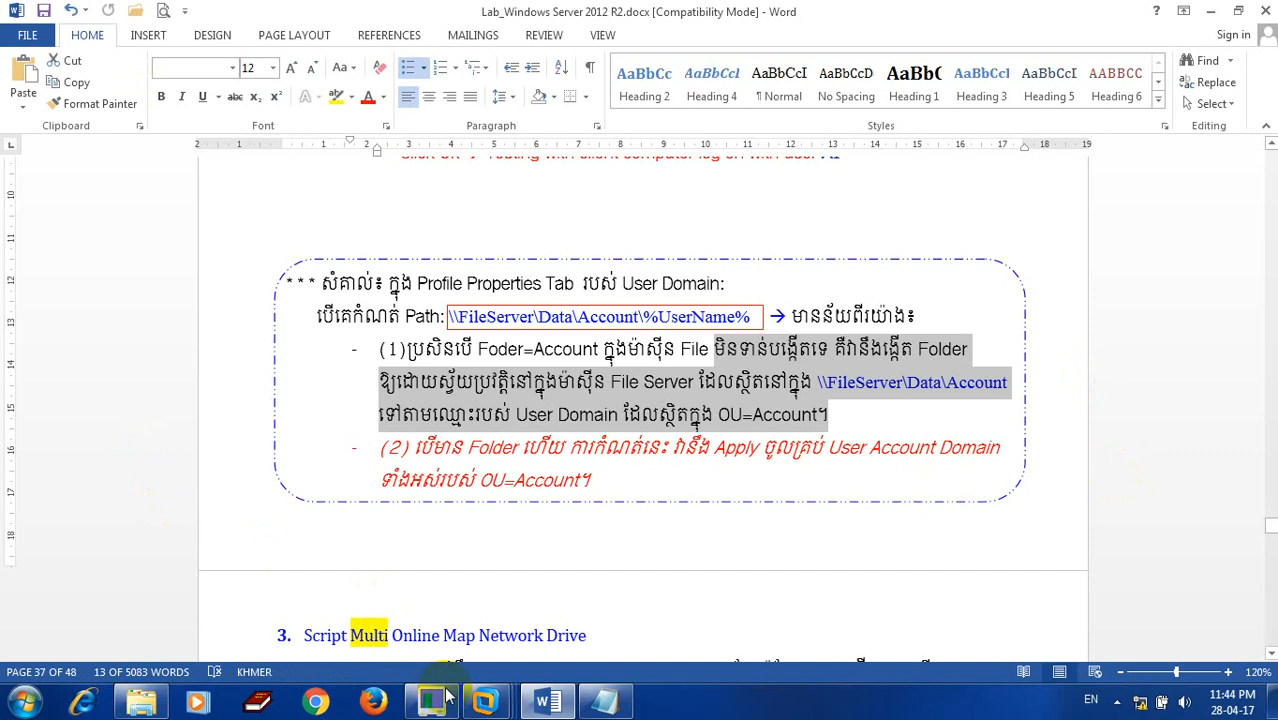 Lab_Windows Server 2012 R2.docx [Compatibility Mode] - Word
Sign in
FILE HOME INSERT DESIGN PAGE LAYOUT REFERENCES MAILINGS REVIEW VIEW
Cut
Copy
Format Painter
Paste
12
Clipboard Font Paragraph Styles Editing
AaBbCc AaBbCcl AaBbCcI AaBbCcDc AaBb( AaBbCcI AaBbCcDc AABBCC
Heading 2 Heading 4 ¶ Normal No Spacing Heading 1 Heading 3 Heading 5 Heading 6
Find
Replace
Select
*** សំគាល់៖ ក្នុង Profile Properties Tab របស់ User Domain:
បើគេកំណត់ Path: \\FileServer\Data\Account\%UserName% → មានន័យពីរយ៉ាង៖
- (1)ប្រសិនបើ Foder=Account ក្នុងម៉ាស៊ីន File មិនទាន់បង្កើតទេ គឺវានឹងង្កើត Folder
ឱ្យដោយស្វ័យប្រវត្តិនៅក្នុងម៉ាស៊ីន File Server ដែលស្ថិតនៅក្នុង \\FileServer\Data\Account
ទៅតាមឈ្មោះរបស់ User Domain ដែលស្ថិតក្នុង OU=Account។
- (2) បើមាន Folder ហើយ ការកំណត់នេះ វានឹង Apply ចូលគ្រប់ User Account Domain
ទាំងអស់របស់ OU=Account។
3. Script Multi Online Map Network Drive
PAGE 37 OF 48 13 OF 5083 WORDS KHMER 120%
EN 11:44 PM
28-04-17